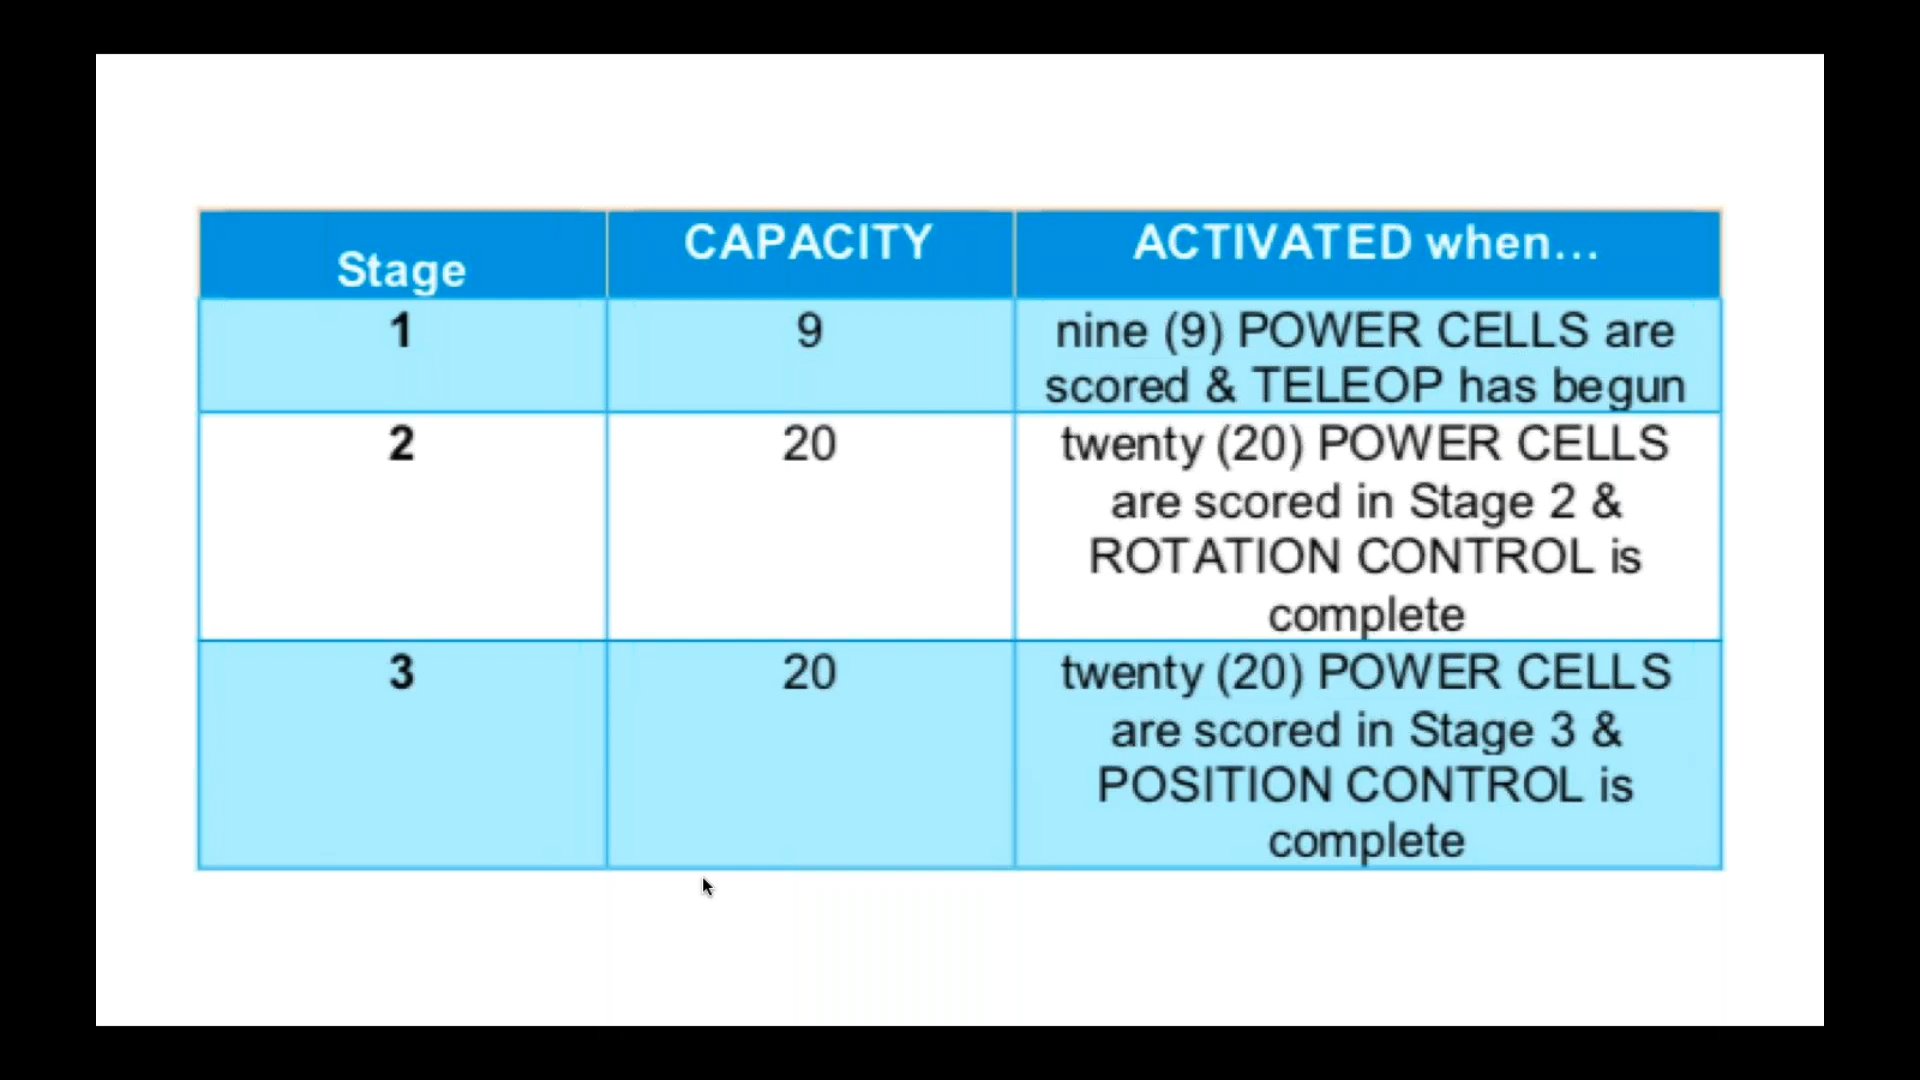 Stage CAPACITY ACTIVATED when...
1 9 nine (9) POWER CELLS are
scored & TELEOP has begun
2 20 twenty (20) POWER CELLS
are scored in Stage 2 &
ROTATION CONTROL is
complete
3 20 twenty (20) POWER CELLS
are scored in Stage 3 &
POSITION CONTROL is
complete